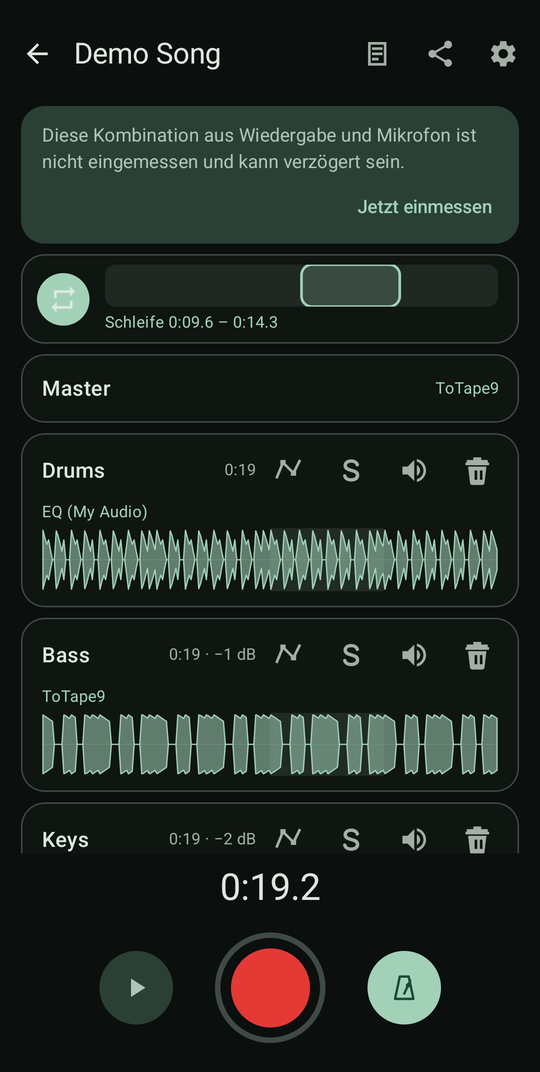 Demo Song
Diese Kombination aus Wiedergabe und Mikrofon ist
nicht eingemessen und kann verzögert sein.
Jetzt einmessen
Schleife 0:09.6 – 0:14.3
Master ToTape9
Drums 0:19 S
EQ (My Audio)
Bass 0:19 · −1 dB S
ToTape9
Keys 0:19 · −2 dB S
0:19.2